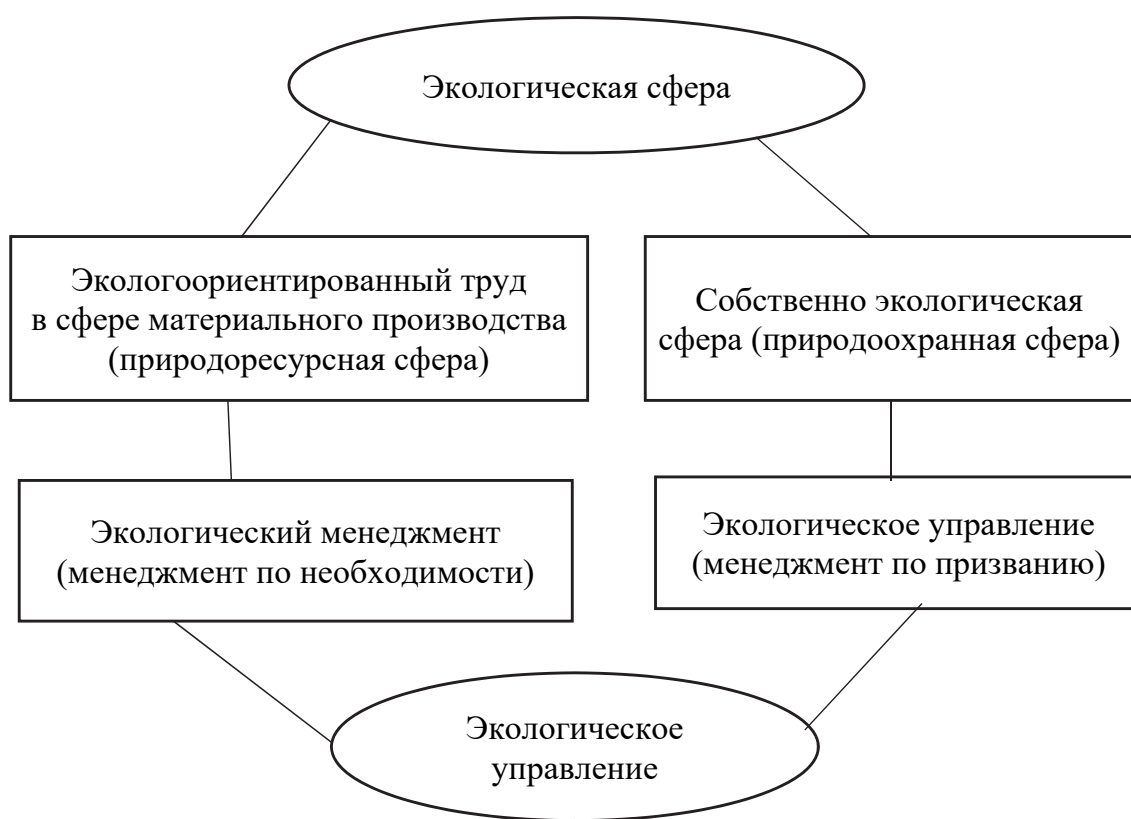 Экологическая сфера
Экологоориентированный труд
в сфере материального производства
(природоресурсная сфера)
Собственно экологическая
сфера (природоохранная сфера)
Экологический менеджмент
(менеджмент по необходимости)
Экологическое управление
(менеджмент по призванию)
Экологическое
управление